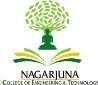 NAGARJUNA
COLLEGE OF ENGINEERING & TECHNOLOGY